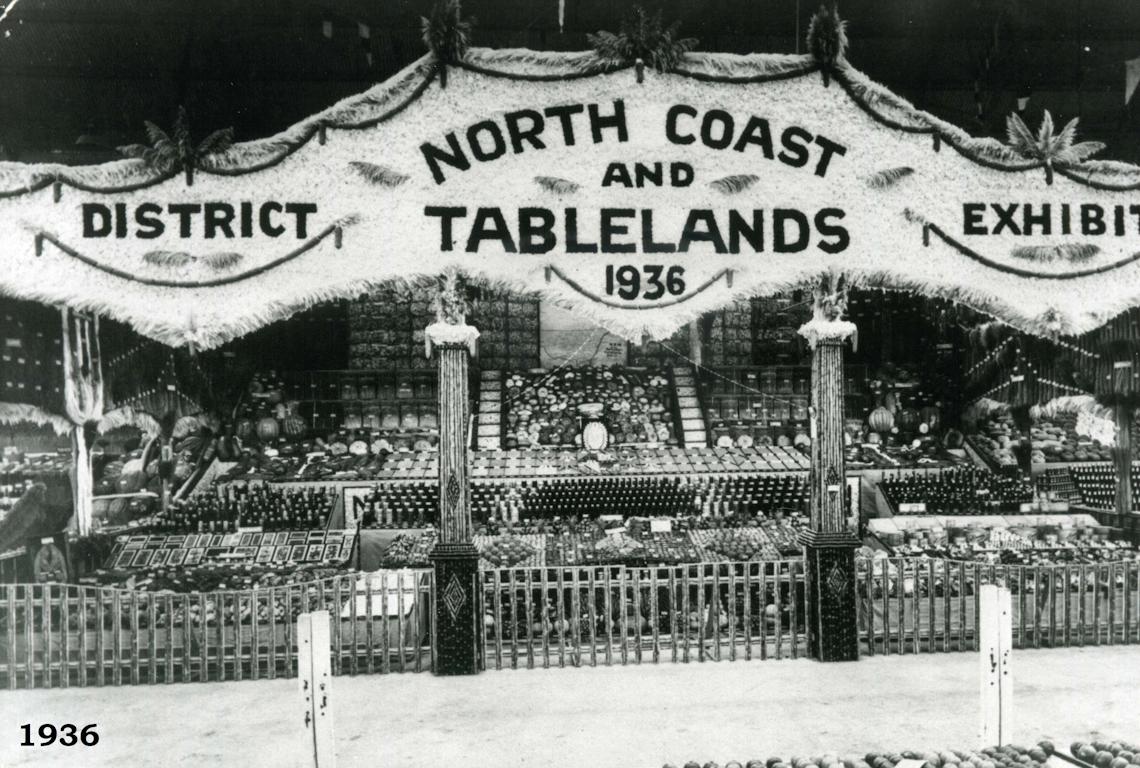 NORTH COAST
AND
DISTRICT TABLELANDS EXHIBIT
1936
1936